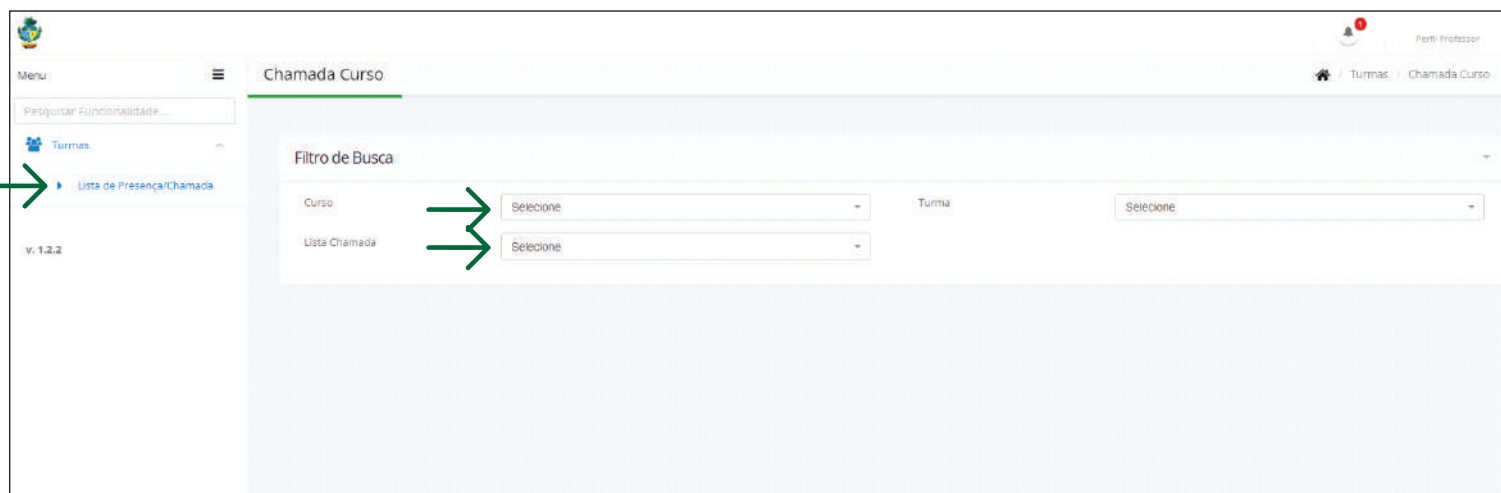 1
Perfil Professor
Menu
Chamada Curso
/ Turmas / Chamada Curso
Pesquisar Funcionalidade....
Turmas
Lista de Presença/Chamada
v. 1.2.2
Filtro de Busca
Curso
Selecione
Turma
Selecione
Lista Chamada
Selecione